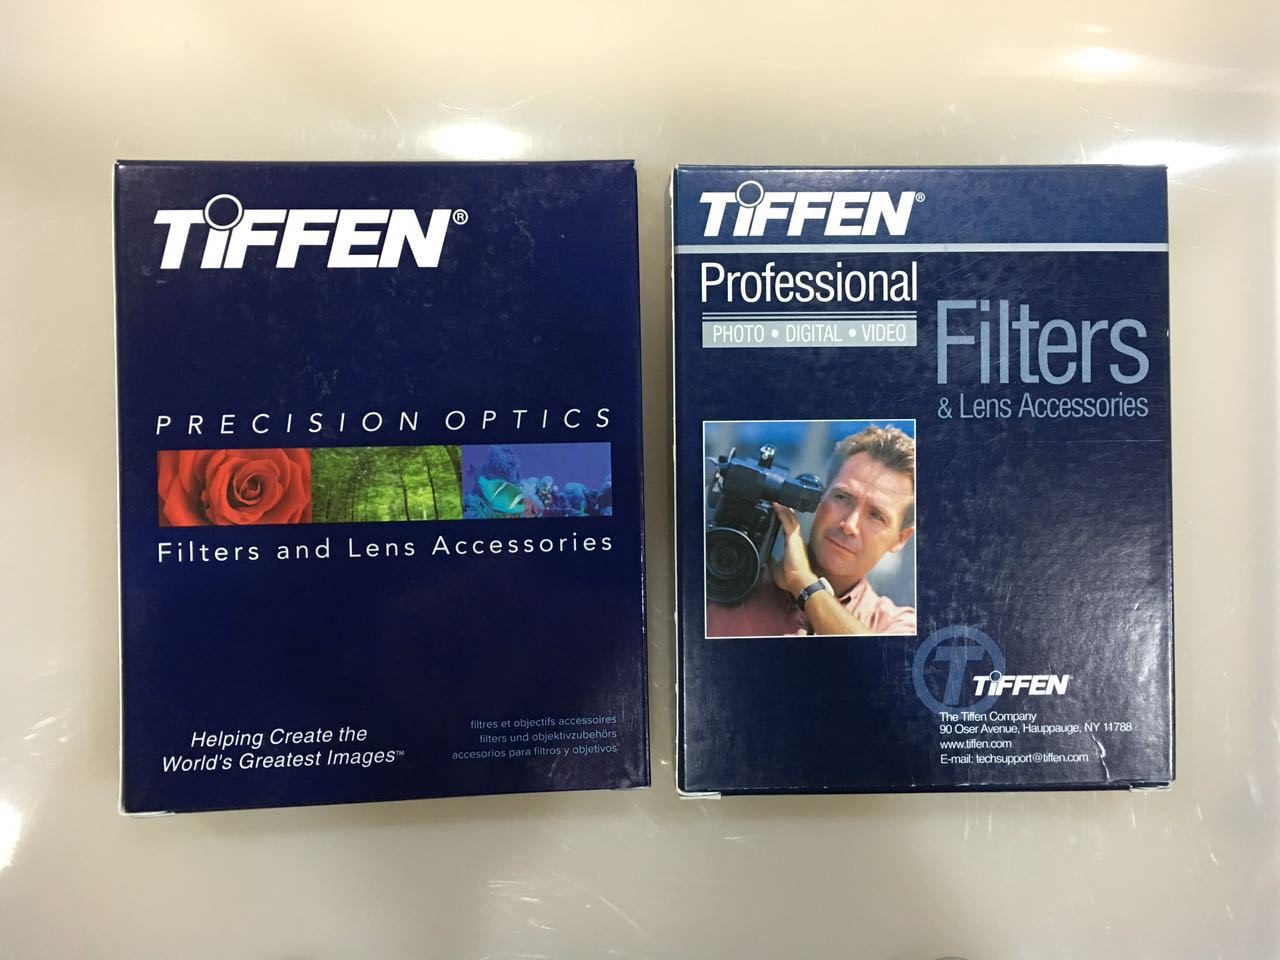 TIFFEN®
PRECISION OPTICS
Filters and Lens Accessories
Helping Create the
World's Greatest Images™
filtres et objectifs accessoires
filters und objektivzubehörs
accesorios para filtros y objetivos
TIFFEN®
Professional
PHOTO • DIGITAL • VIDEO
Filters
& Lens Accessories
T
TIFFEN®
The Tiffen Company
90 Oser Avenue, Hauppauge, NY 11788
www.tiffen.com
E-mail: techsupport@tiffen.com